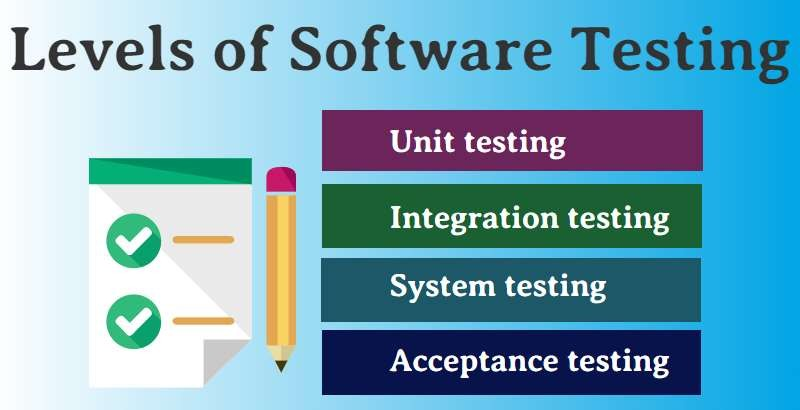 Levels of Software Testing
Unit testing
Integration testing
System testing
Acceptance testing